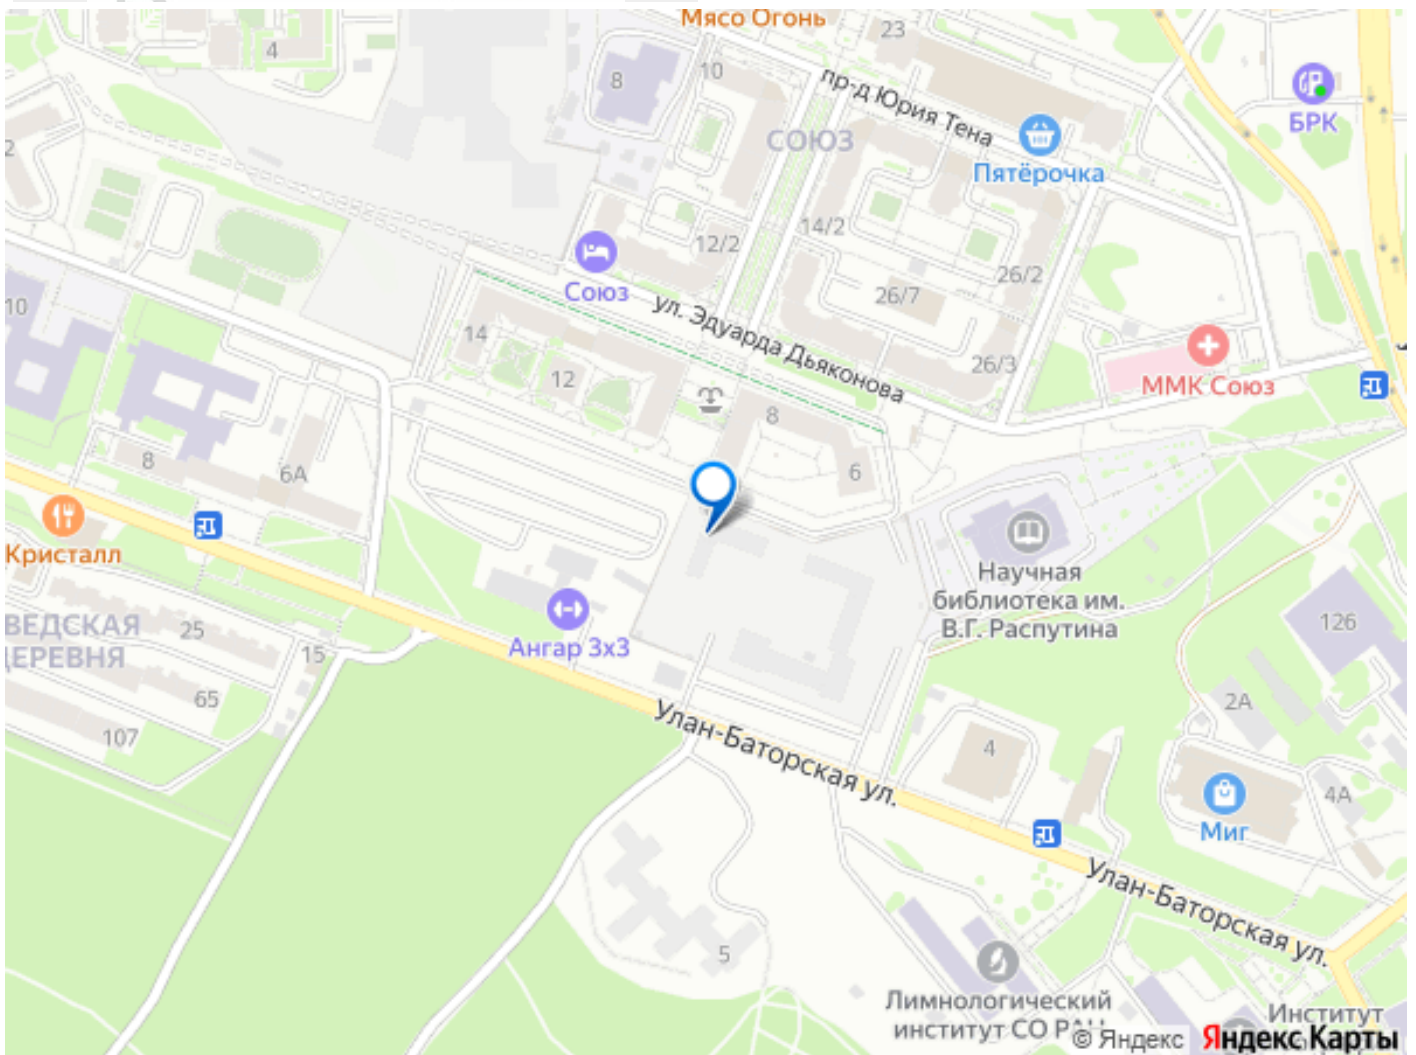 Мясо Огонь
23
4
8
10
пр-д Юрия Тена
БРК
СОЮЗ
Пятёрочка
2
12/2
14/2
26/2
Союз
26/7
10
ул. Эдуарда Дьяконова
14
26/3
12
ММК Союз
8
8
6А
6
Кристалл
Научная
библиотека им.
В.Г. Распутина
ВЕДСКАЯ
ДЕРЕВНЯ
25
15
Ангар 3х3
126
65
107
2А
Улан-Баторская ул.
4
4А
Миг
Улан-Баторская ул.
5
Лимнологический
институт СО
Институт
© Яндекс
Яндекс Карты